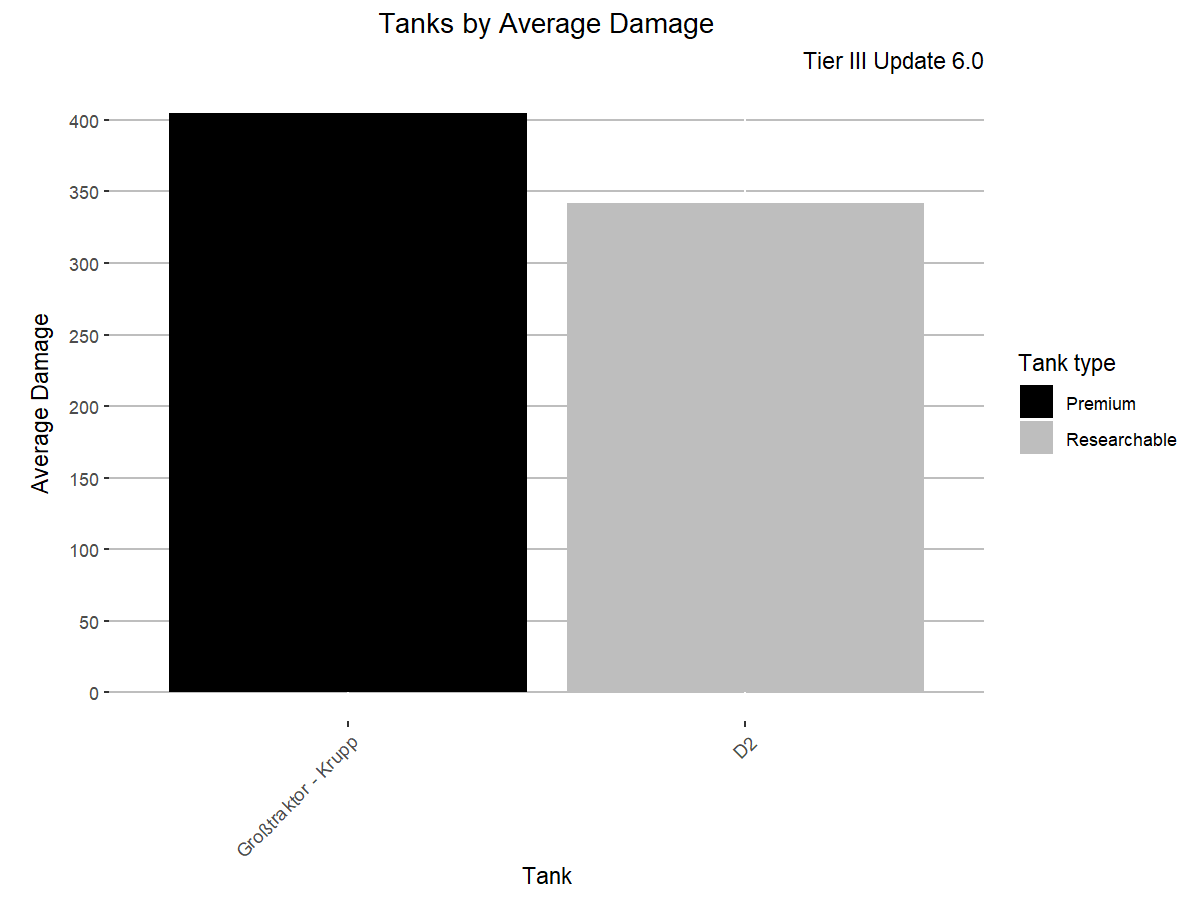 Tanks by Average Damage
Tier III Update 6.0
Average Damage
400
350
300
250
200
150
100
50
0
Großtraktor - Krupp
D2
Tank
Tank type
Premium
Researchable